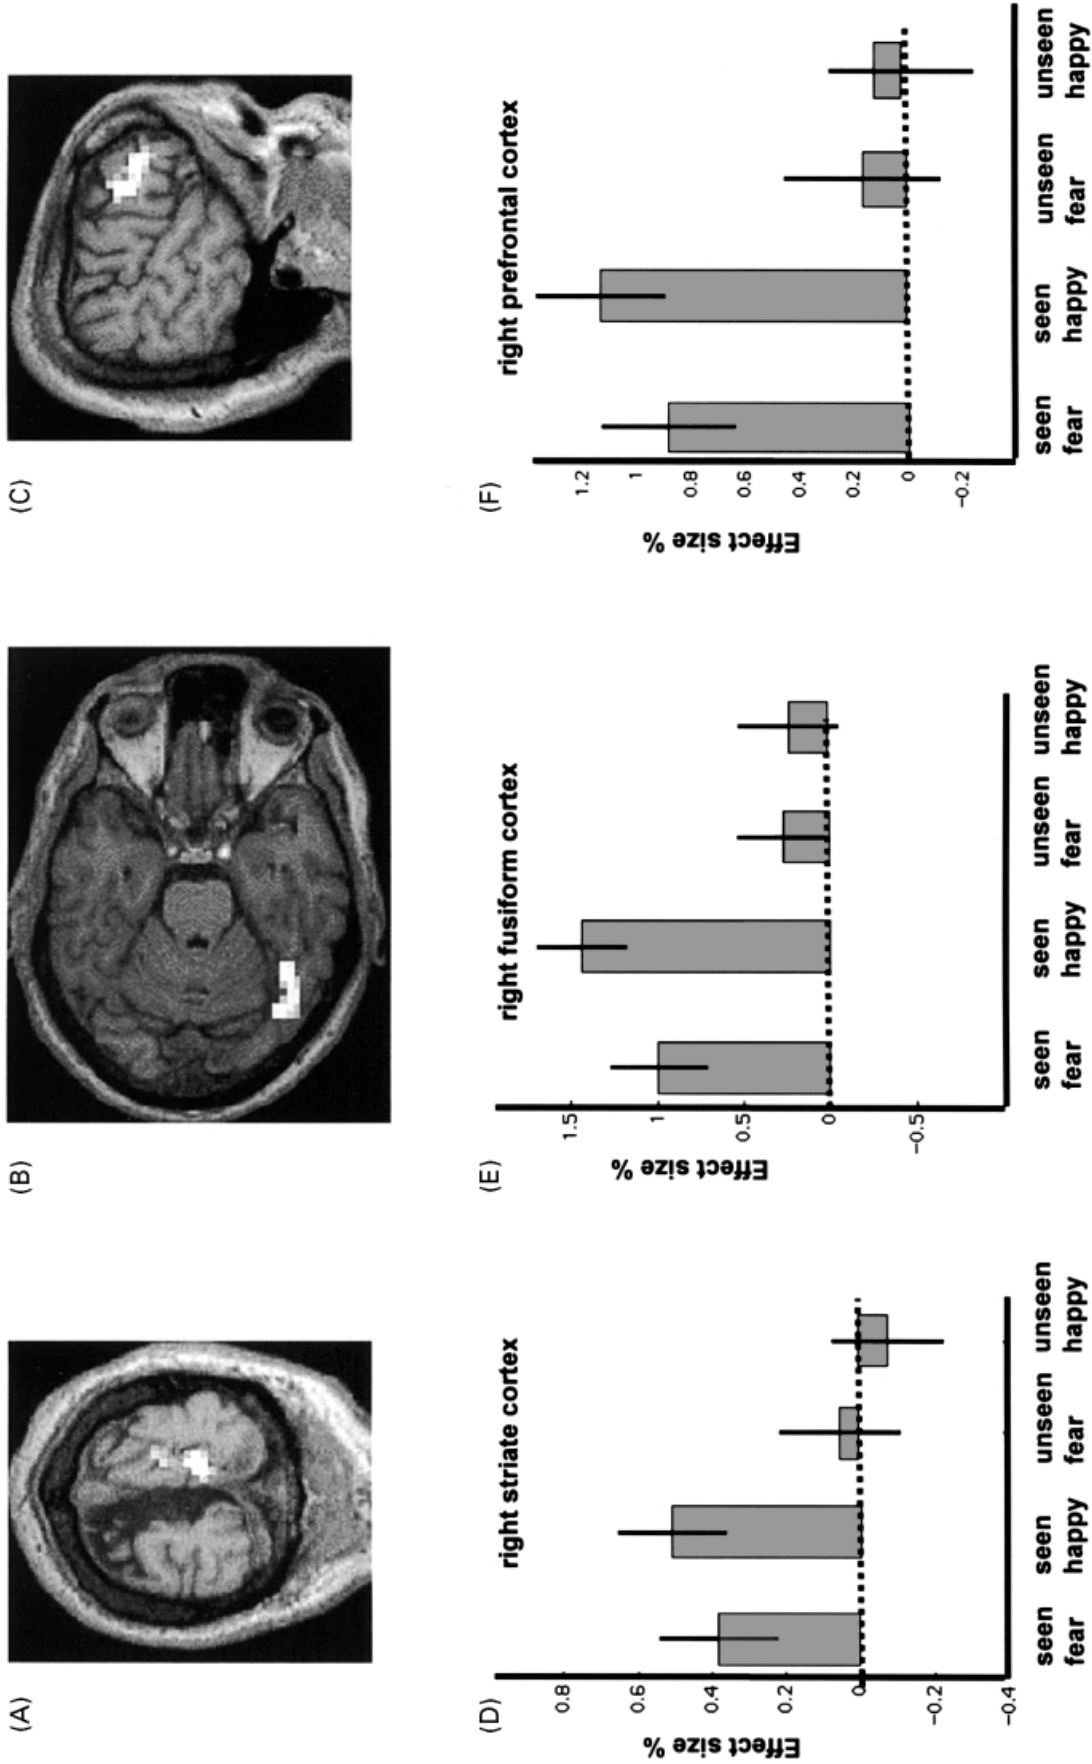 (A)
(B)
(C)
(D)
right striate cortex
Effect size %
0.8
0.6
0.4
0.2
0
−0.2
−0.4
seen
fear
seen
happy
unseen
fear
unseen
happy
(E)
right fusiform cortex
Effect size %
1.5
1
0.5
0
−0.5
seen
fear
seen
happy
unseen
fear
unseen
happy
(F)
right prefrontal cortex
Effect size %
1.2
1
0.8
0.6
0.4
0.2
0
−0.2
seen
fear
seen
happy
unseen
fear
unseen
happy